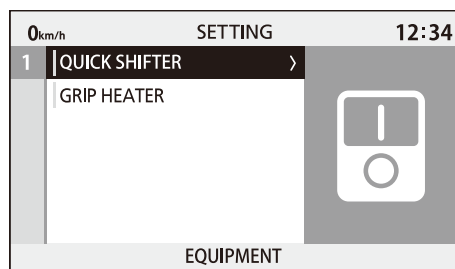 0km/h SETTING 12:34
1 QUICK SHIFTER 〉
GRIP HEATER
EQUIPMENT